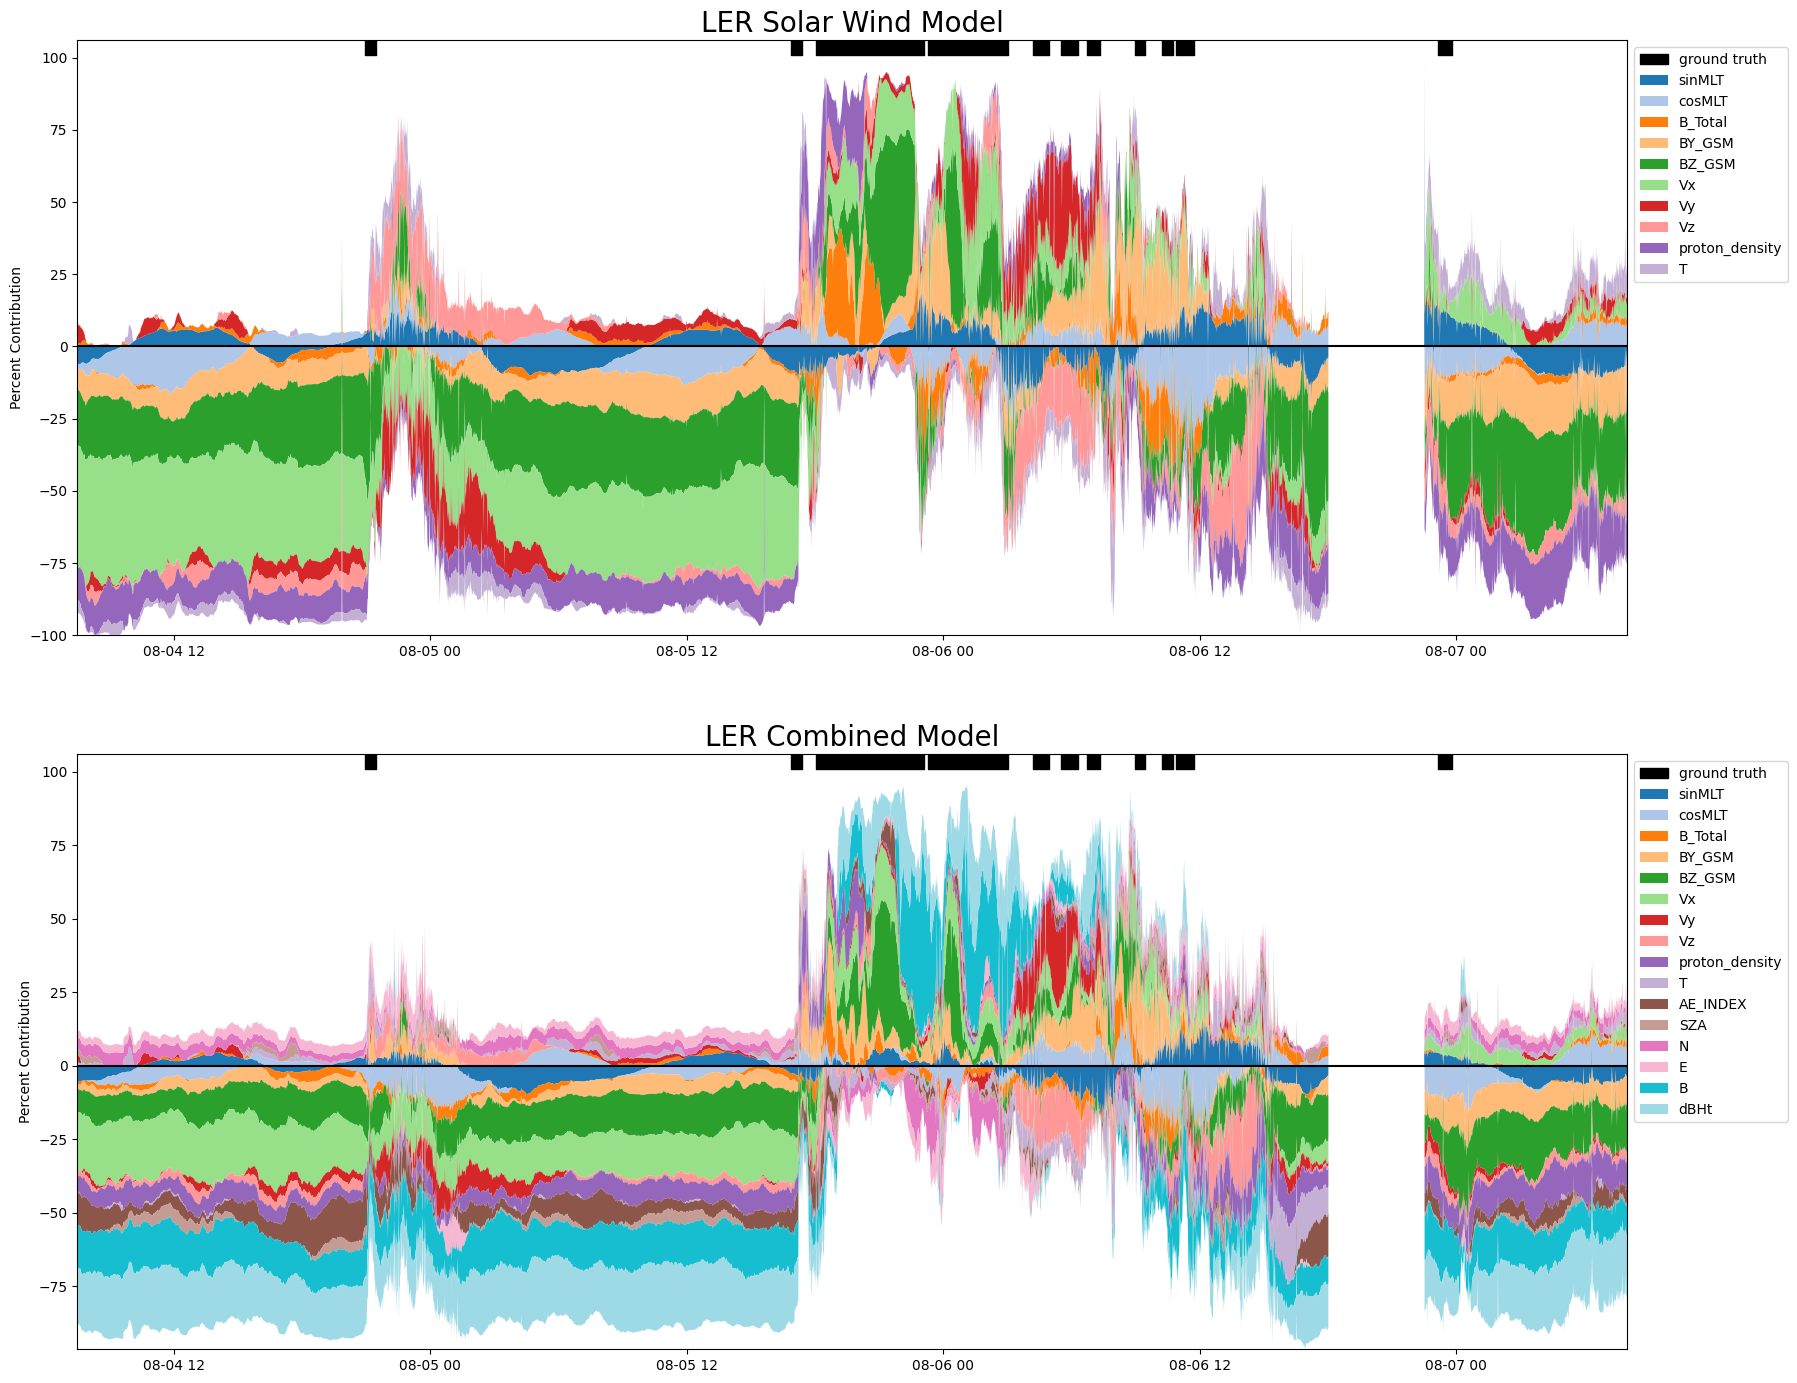 LER Solar Wind Model
Percent Contribution
100
75
50
25
0
−25
−50
−75
−100
08-04 12
08-05 00
08-05 12
08-06 00
08-06 12
08-07 00
ground truth
sinMLT
cosMLT
B_Total
BY_GSM
BZ_GSM
Vx
Vy
Vz
proton_density
T
LER Combined Model
Percent Contribution
100
75
50
25
0
−25
−50
−75
08-04 12
08-05 00
08-05 12
08-06 00
08-06 12
08-07 00
ground truth
sinMLT
cosMLT
B_Total
BY_GSM
BZ_GSM
Vx
Vy
Vz
proton_density
T
AE_INDEX
SZA
N
E
B
dBHt